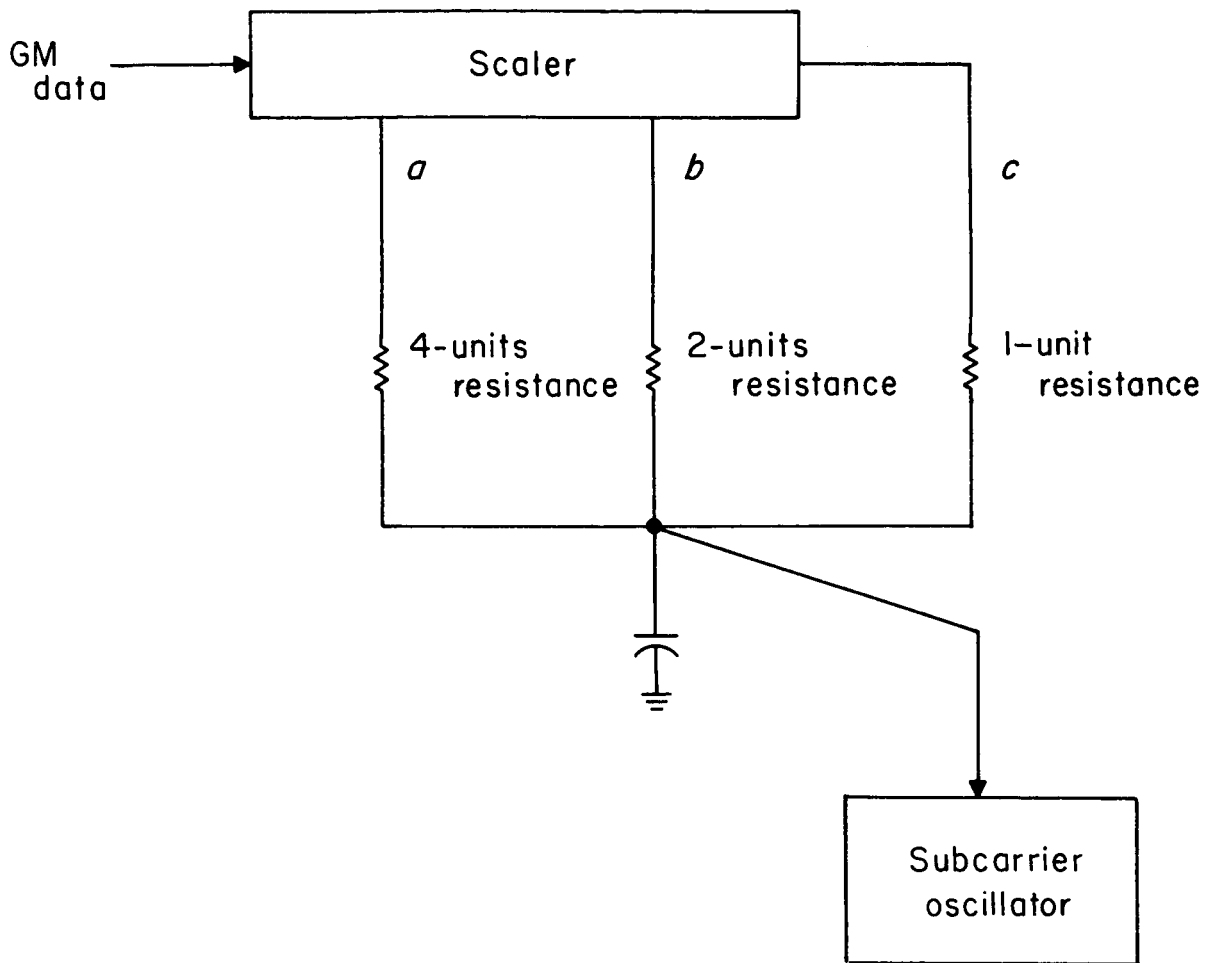 GM
data
Scaler
a
b
c
4-units
resistance
2-units
resistance
1-unit
resistance
Subcarrier
oscillator